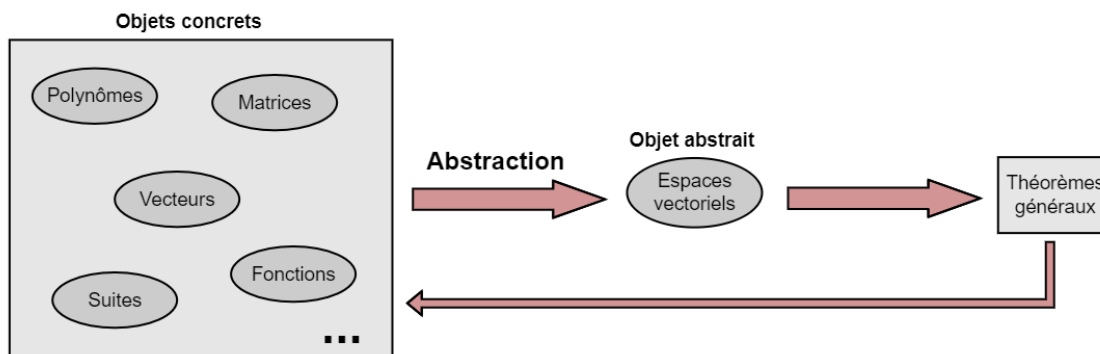 Objets concrets
Polynômes
Matrices
Vecteurs
Fonctions
Suites
...
Abstraction
Objet abstrait
Espaces
vectoriels
Théorèmes
généraux